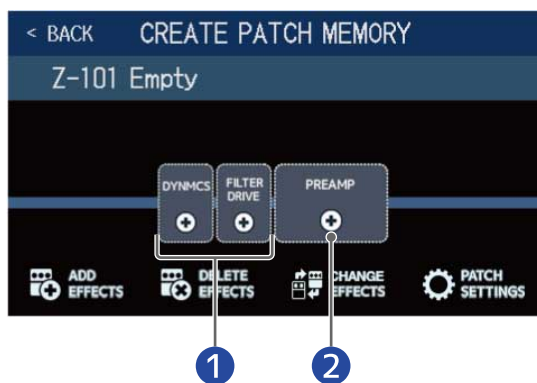 < BACK CREATE PATCH MEMORY
Z-101 Empty
DYNMCS
FILTER
DRIVE
PREAMP
ADD
EFFECTS
DELETE
EFFECTS
CHANGE
EFFECTS
PATCH
SETTINGS
1
2